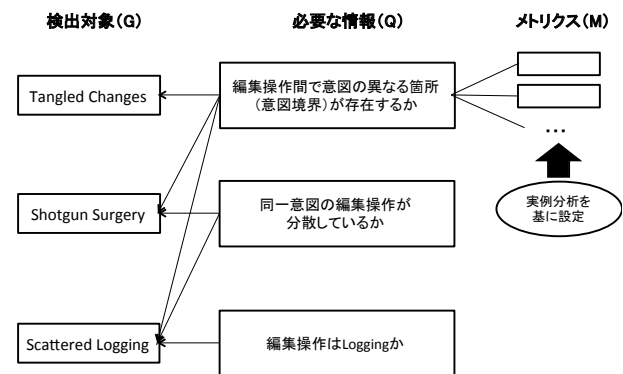 検出対象(G)
必要な情報(Q)
メトリクス(M)
Tangled Changes
編集操作間で意図の異なる箇所
(意図境界)が存在するか
…
Shotgun Surgery
同一意図の編集操作が
分散しているか
実例分析を
基に設定
Scattered Logging
編集操作はLoggingか